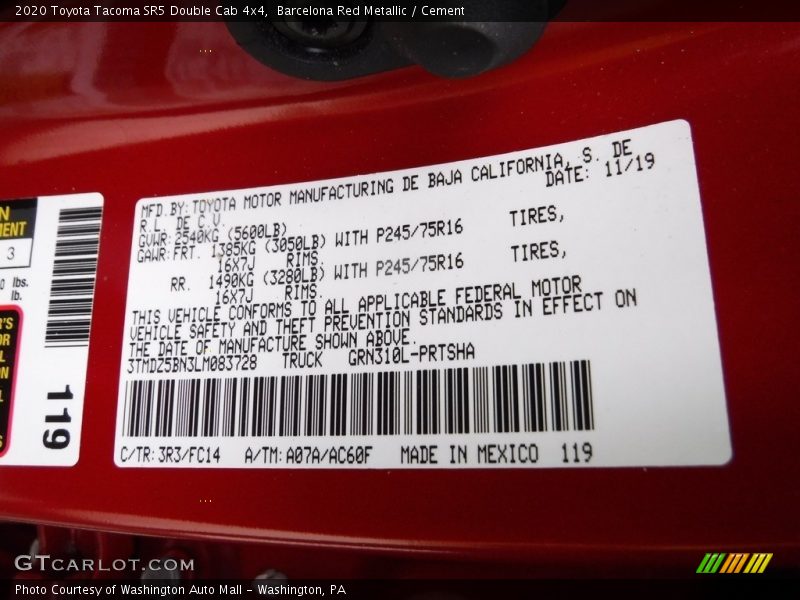 2020 Toyota Tacoma SR5 Double Cab 4x4, Barcelona Red Metallic / Cement
MFD.BY:TOYOTA MOTOR MANUFACTURING DE BAJA CALIFORNIA, S. DE
R.L. DE C.V. DATE: 11/19
GVWR:2540KG (5600LB)
GAWR:FRT. 1385KG (3050LB) WITH P245/75R16 TIRES,
16X7J RIMS.
RR. 1490KG (3280LB) WITH P245/75R16 TIRES,
16X7J RIMS.
THIS VEHICLE CONFORMS TO ALL APPLICABLE FEDERAL MOTOR
VEHICLE SAFETY AND THEFT PREVENTION STANDARDS IN EFFECT ON
THE DATE OF MANUFACTURE SHOWN ABOVE.
3TMDZ5BN3LM083728 TRUCK GRN310L-PRTSHA
C/TR:3R3/FC14 A/TM:A07A/AC60F MADE IN MEXICO 119
3
lbs.
lb.
119
GTCARLOT.COM
Photo Courtesy of Washington Auto Mall - Washington, PA